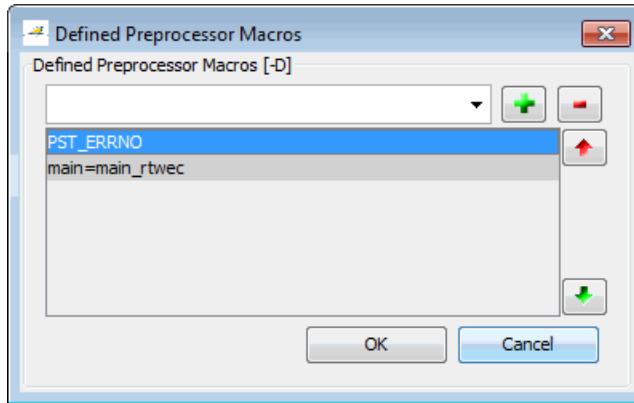 Defined Preprocessor Macros
Defined Preprocessor Macros [-D]
PST_ERRNO
main=main_rtwec
OK
Cancel